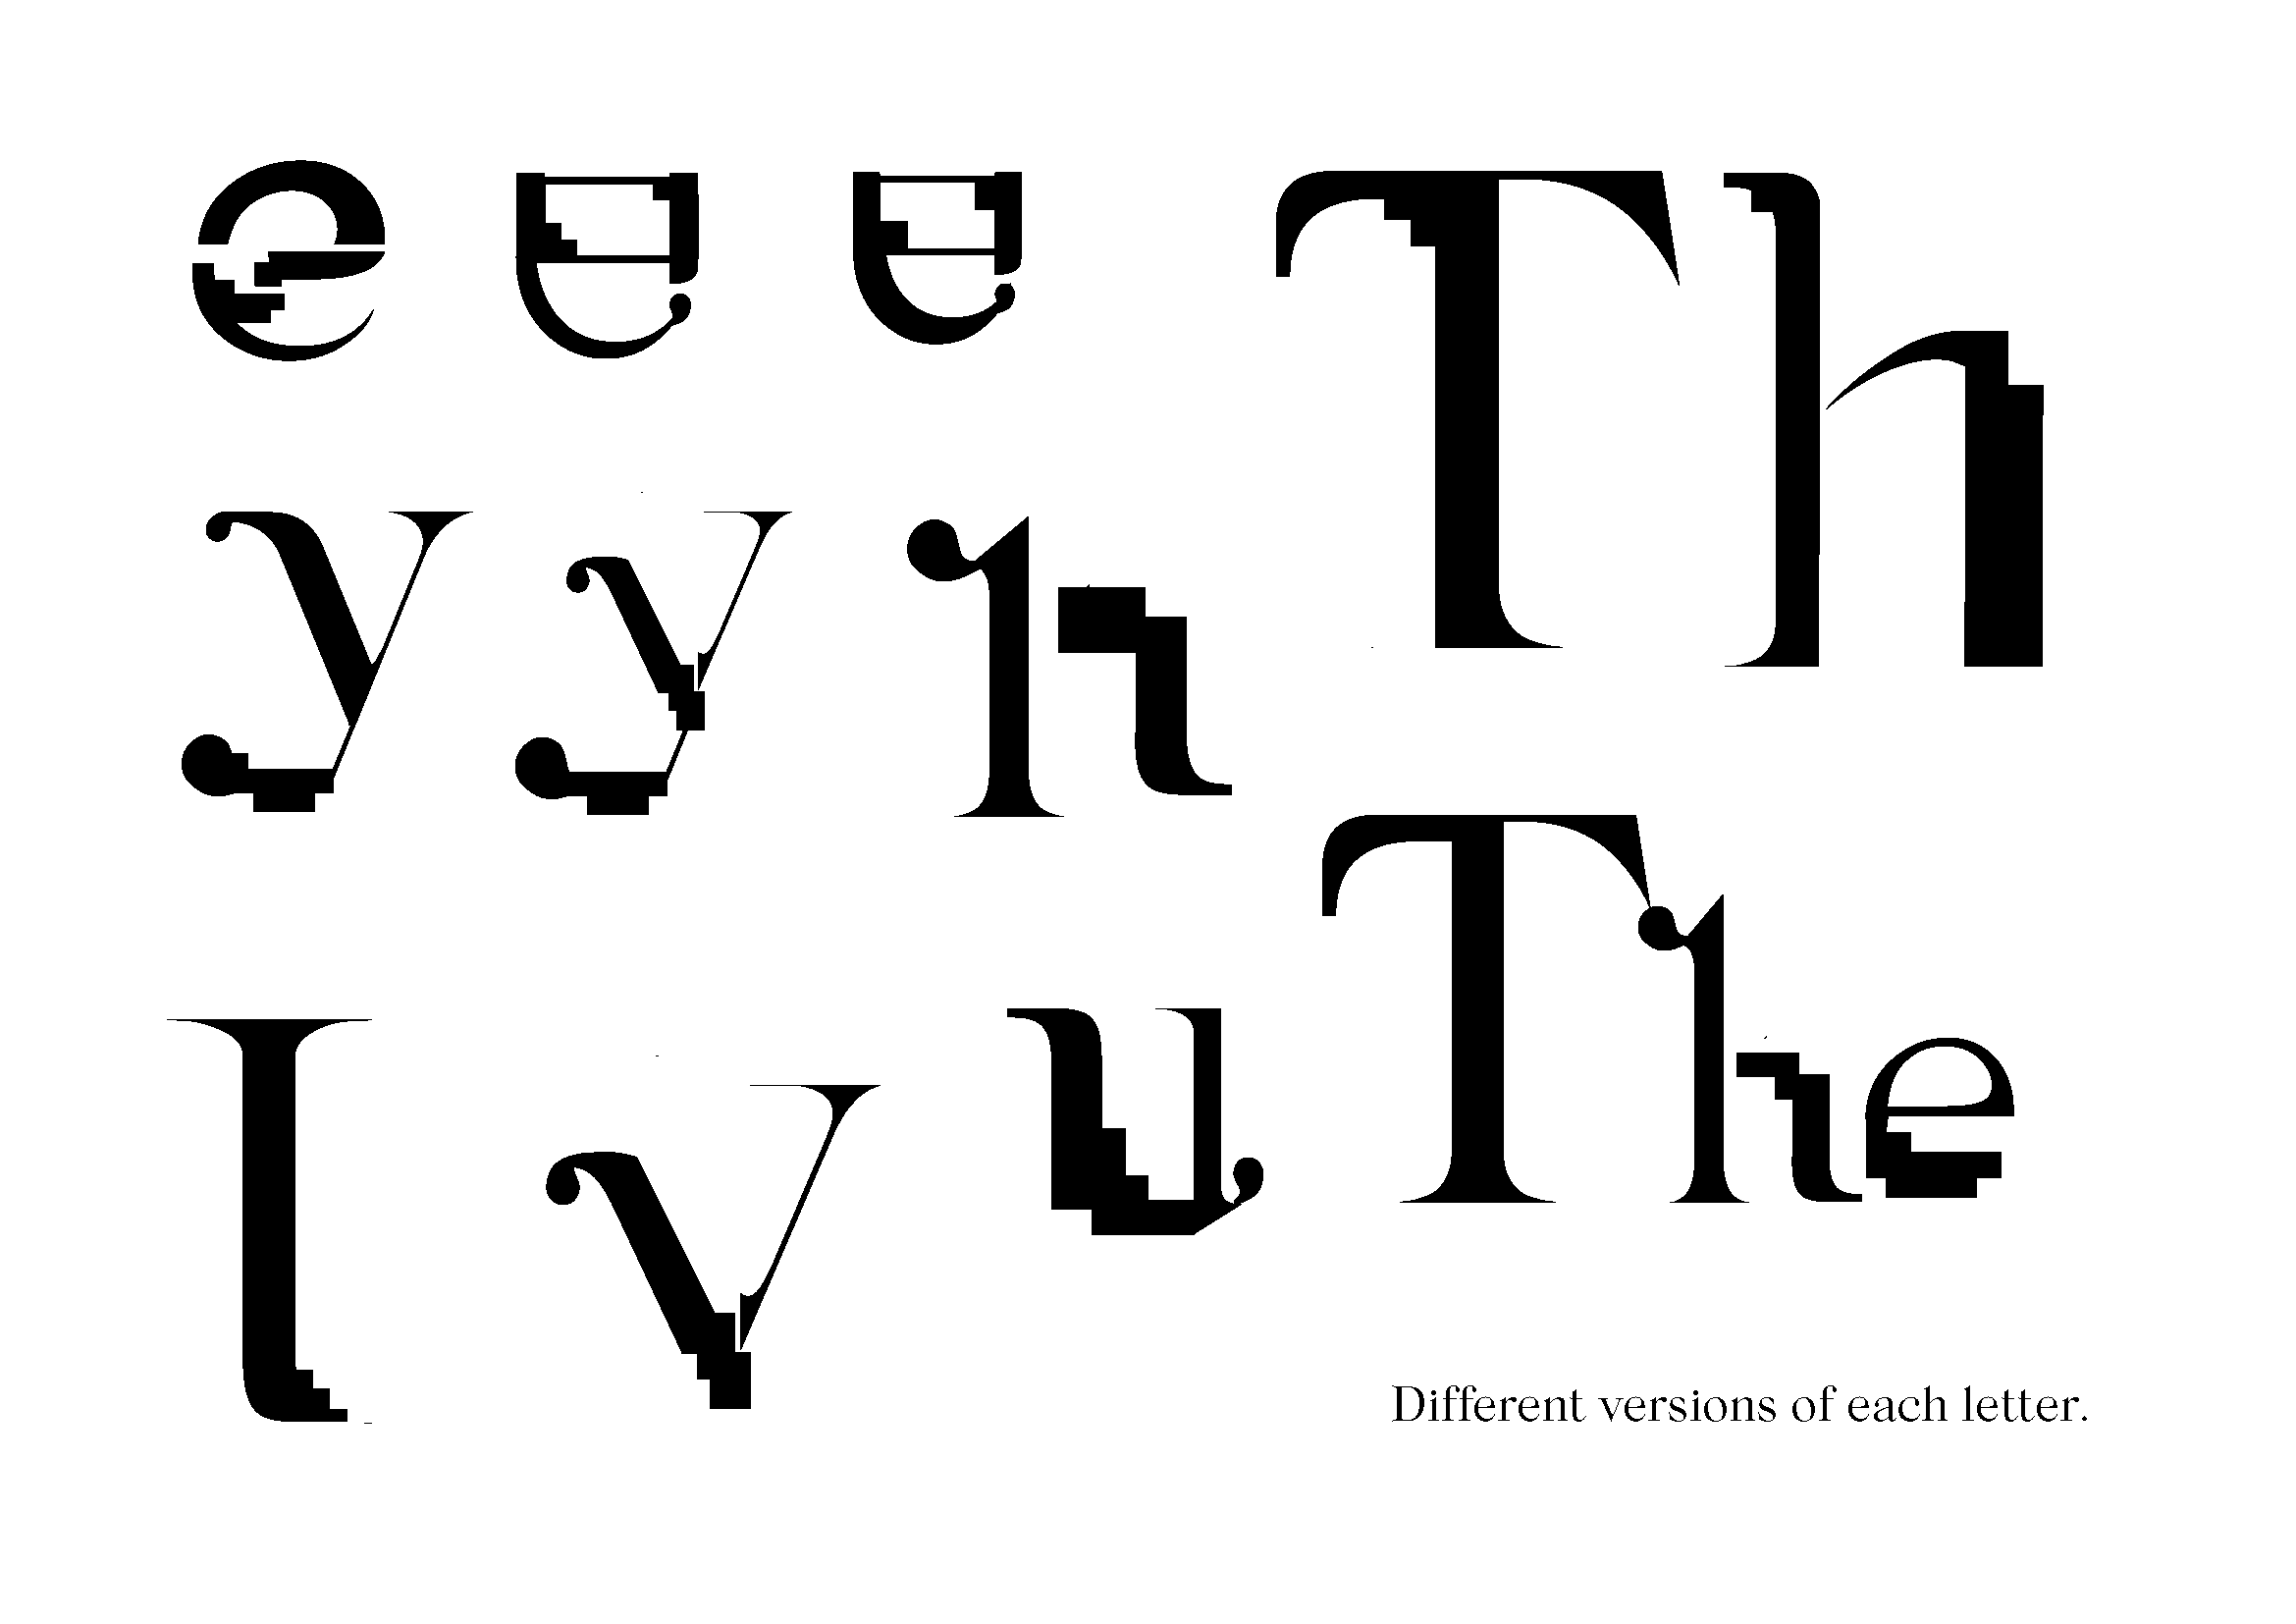 e e e Th
y y h
The
l v u
Different versions of each letter.